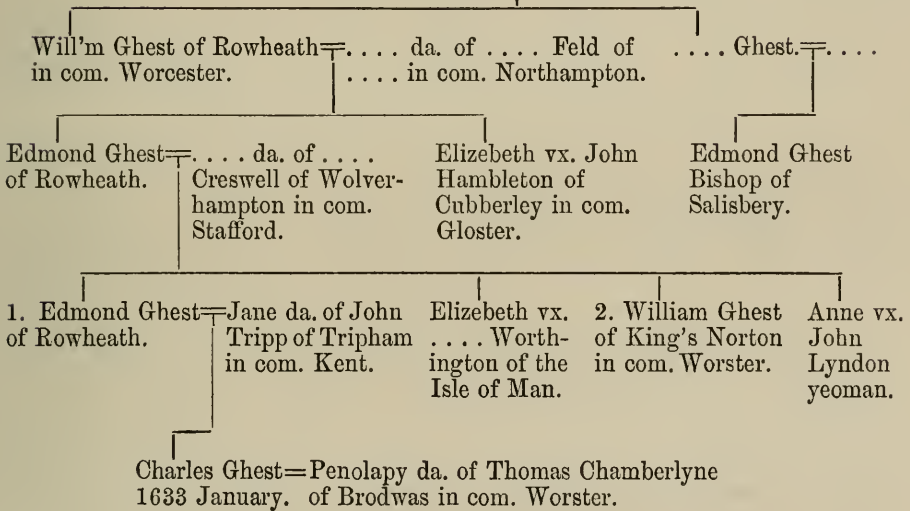 Will'm Ghest of Rowheath=. . . . da. of . . . . Feld of . . . . Ghest.=. . . .
in com. Worcester. . . . . in com. Northampton.
Edmond Ghest=. . . . da. of . . . .
of Rowheath. Creswell of Wolver-
hampton in com.
Stafford.
Elizebeth vx. John
Hambleton of
Cubberley in com.
Gloster.
Edmond Ghest
Bishop of
Salisbery.
1. Edmond Ghest=Jane da. of John
of Rowheath. Tripp of Tripham
in com. Kent.
Elizebeth vx.
. . . . Worth-
ington of the
Isle of Man.
2. William Ghest
of King's Norton
in com. Worster.
Anne vx.
John
Lyndon
yeoman.
Charles Ghest=Penolapy da. of Thomas Chamberlyne
1633 January. of Brodwas in com. Worster.